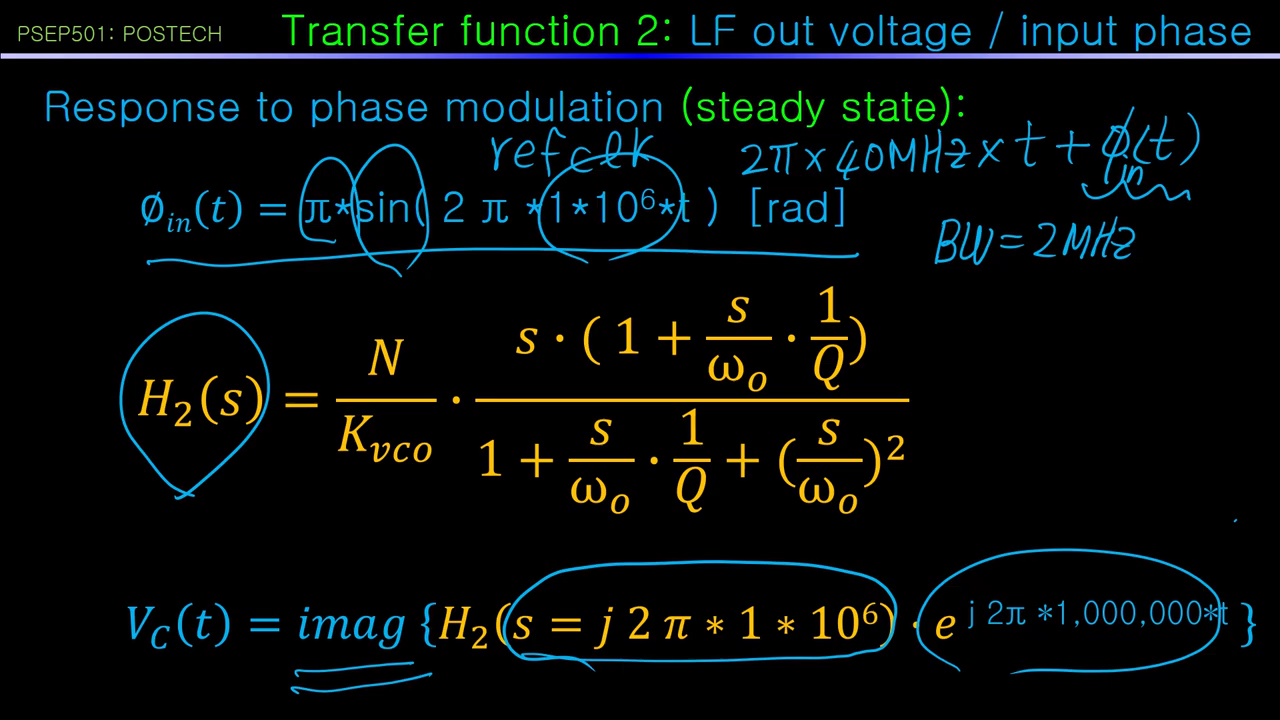 PSEP501: POSTECH
Transfer function 2: LF out voltage / input phase
Response to phase modulation (steady state):
refclk 2π×40MHz×t+ϕin(t)
∅in(t) = π*sin( 2 π *1*10⁶*t ) [rad]
BW=2MHz
H₂(s) = N/Kvco · s·( 1 + s/ωo · 1/Q) / 1 + s/ωo · 1/Q + (s/ωo)²
VC(t) = imag {H₂(s = j 2 π * 1 * 10⁶) · e^j 2π *1,000,000*t }